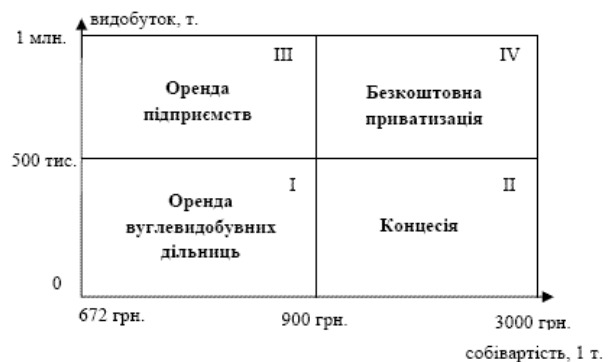 видобуток, т.
1 млн.
III
IV
Оренда
підприємств
Безкоштовна
приватизація
500 тис.
I
II
Оренда
вуглевидобувних
дільниць
Концесія
0
672 грн.
900 грн.
3000 грн.
собівартість, 1 т.